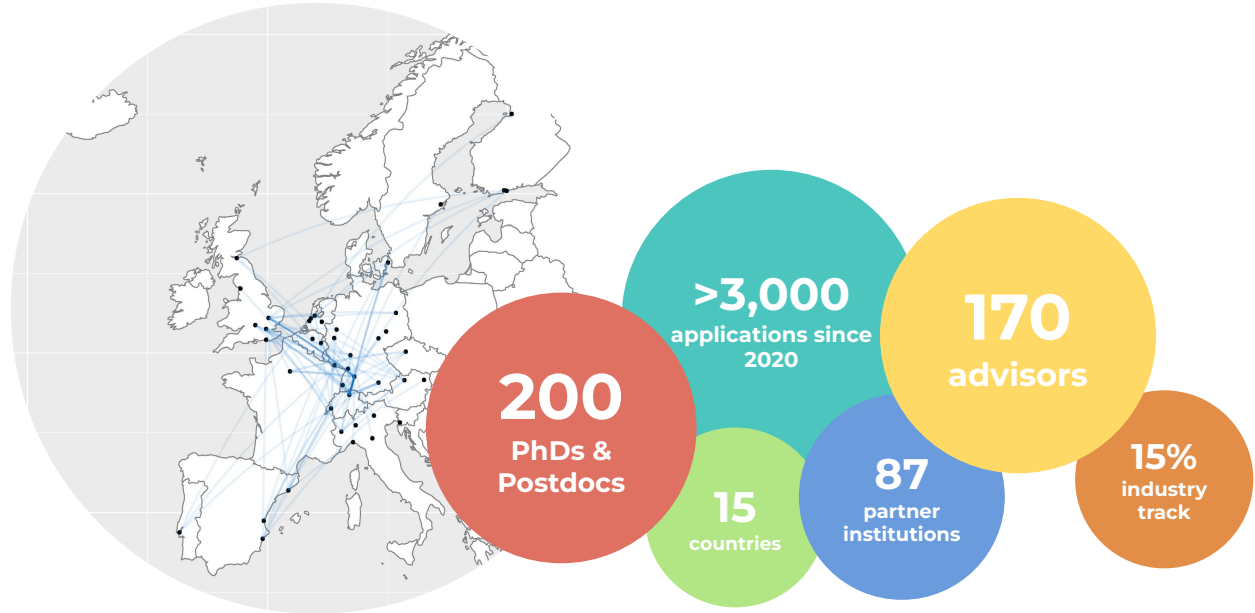 200
PhDs &
Postdocs
>3,000
applications since
2020
15
countries
87
partner
institutions
170
advisors
15%
industry
track